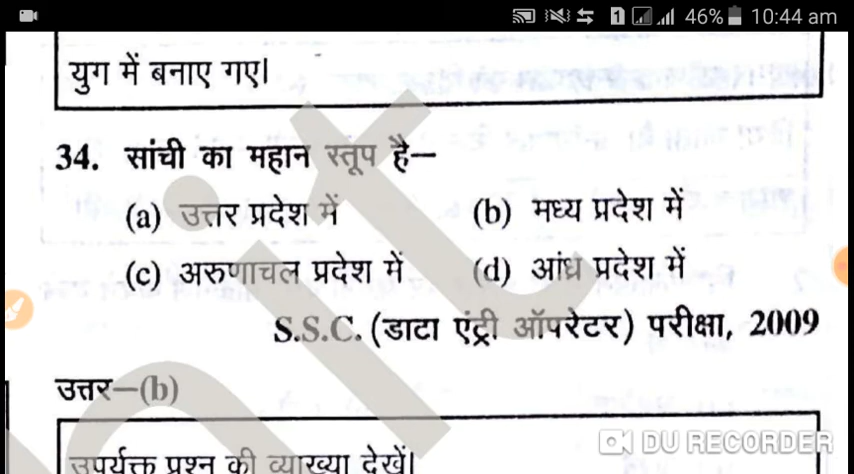 46% 10:44 am
युग में बनाए गए।
34. सांची का महान स्तूप है—
(a) उत्तर प्रदेश में (b) मध्य प्रदेश में
(c) अरुणाचल प्रदेश में (d) आंध्र प्रदेश में
S.S.C. (डाटा एंट्री ऑपरेटर) परीक्षा, 2009
उत्तर—(b)
उपर्युक्त प्रश्न की व्याख्या देखें।
DU RECORDER